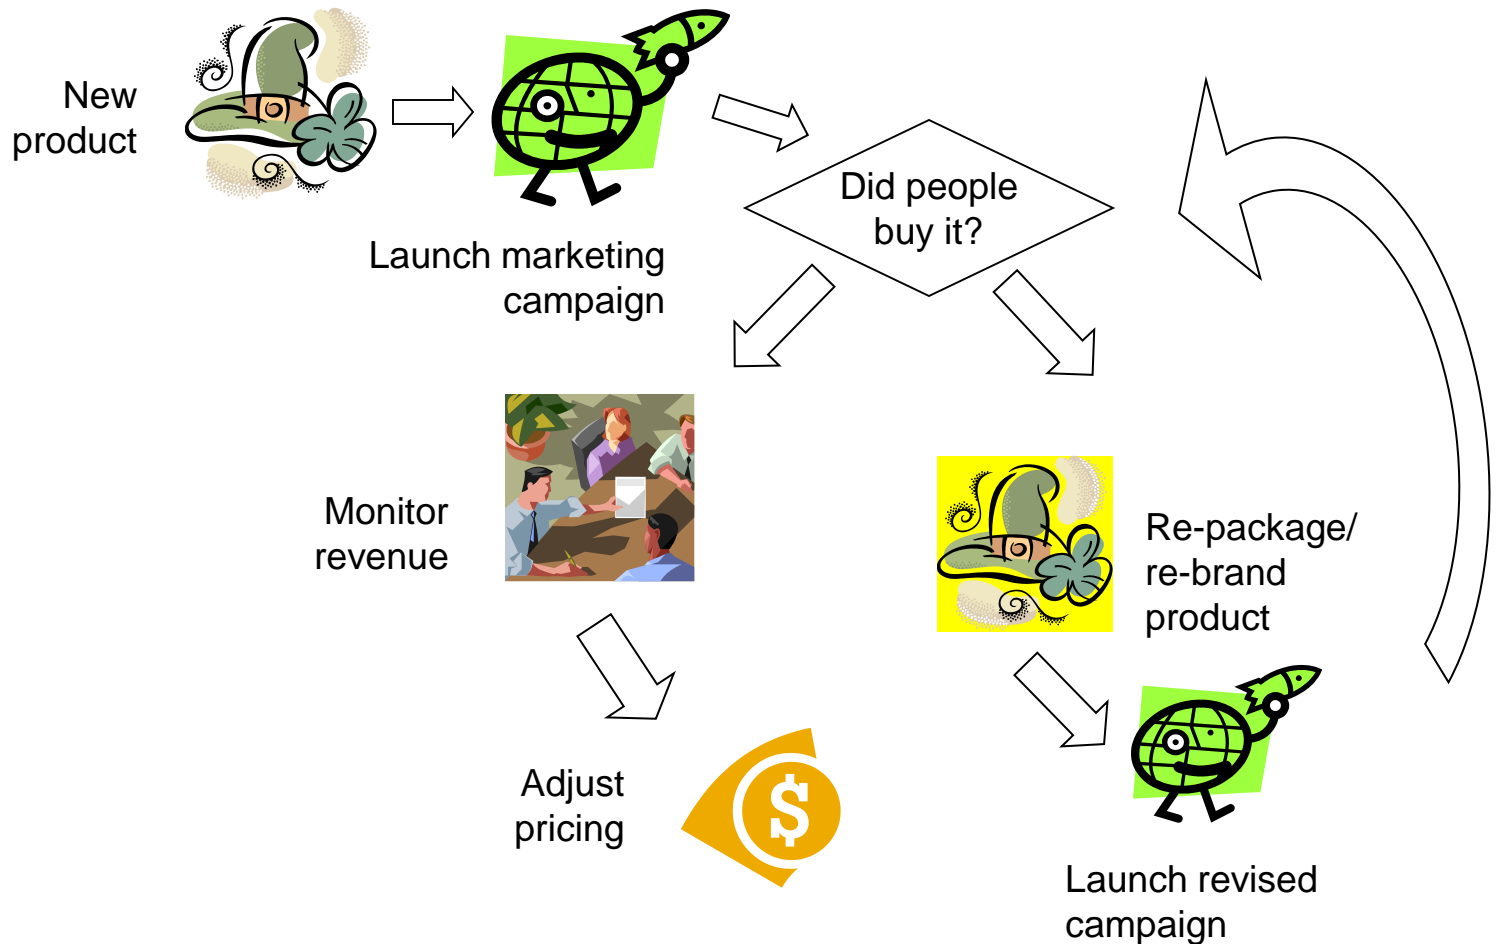 New
product
Launch marketing
campaign
Did people
buy it?
Monitor
revenue
Re-package/
re-brand
product
Adjust
pricing
$
Launch revised
campaign